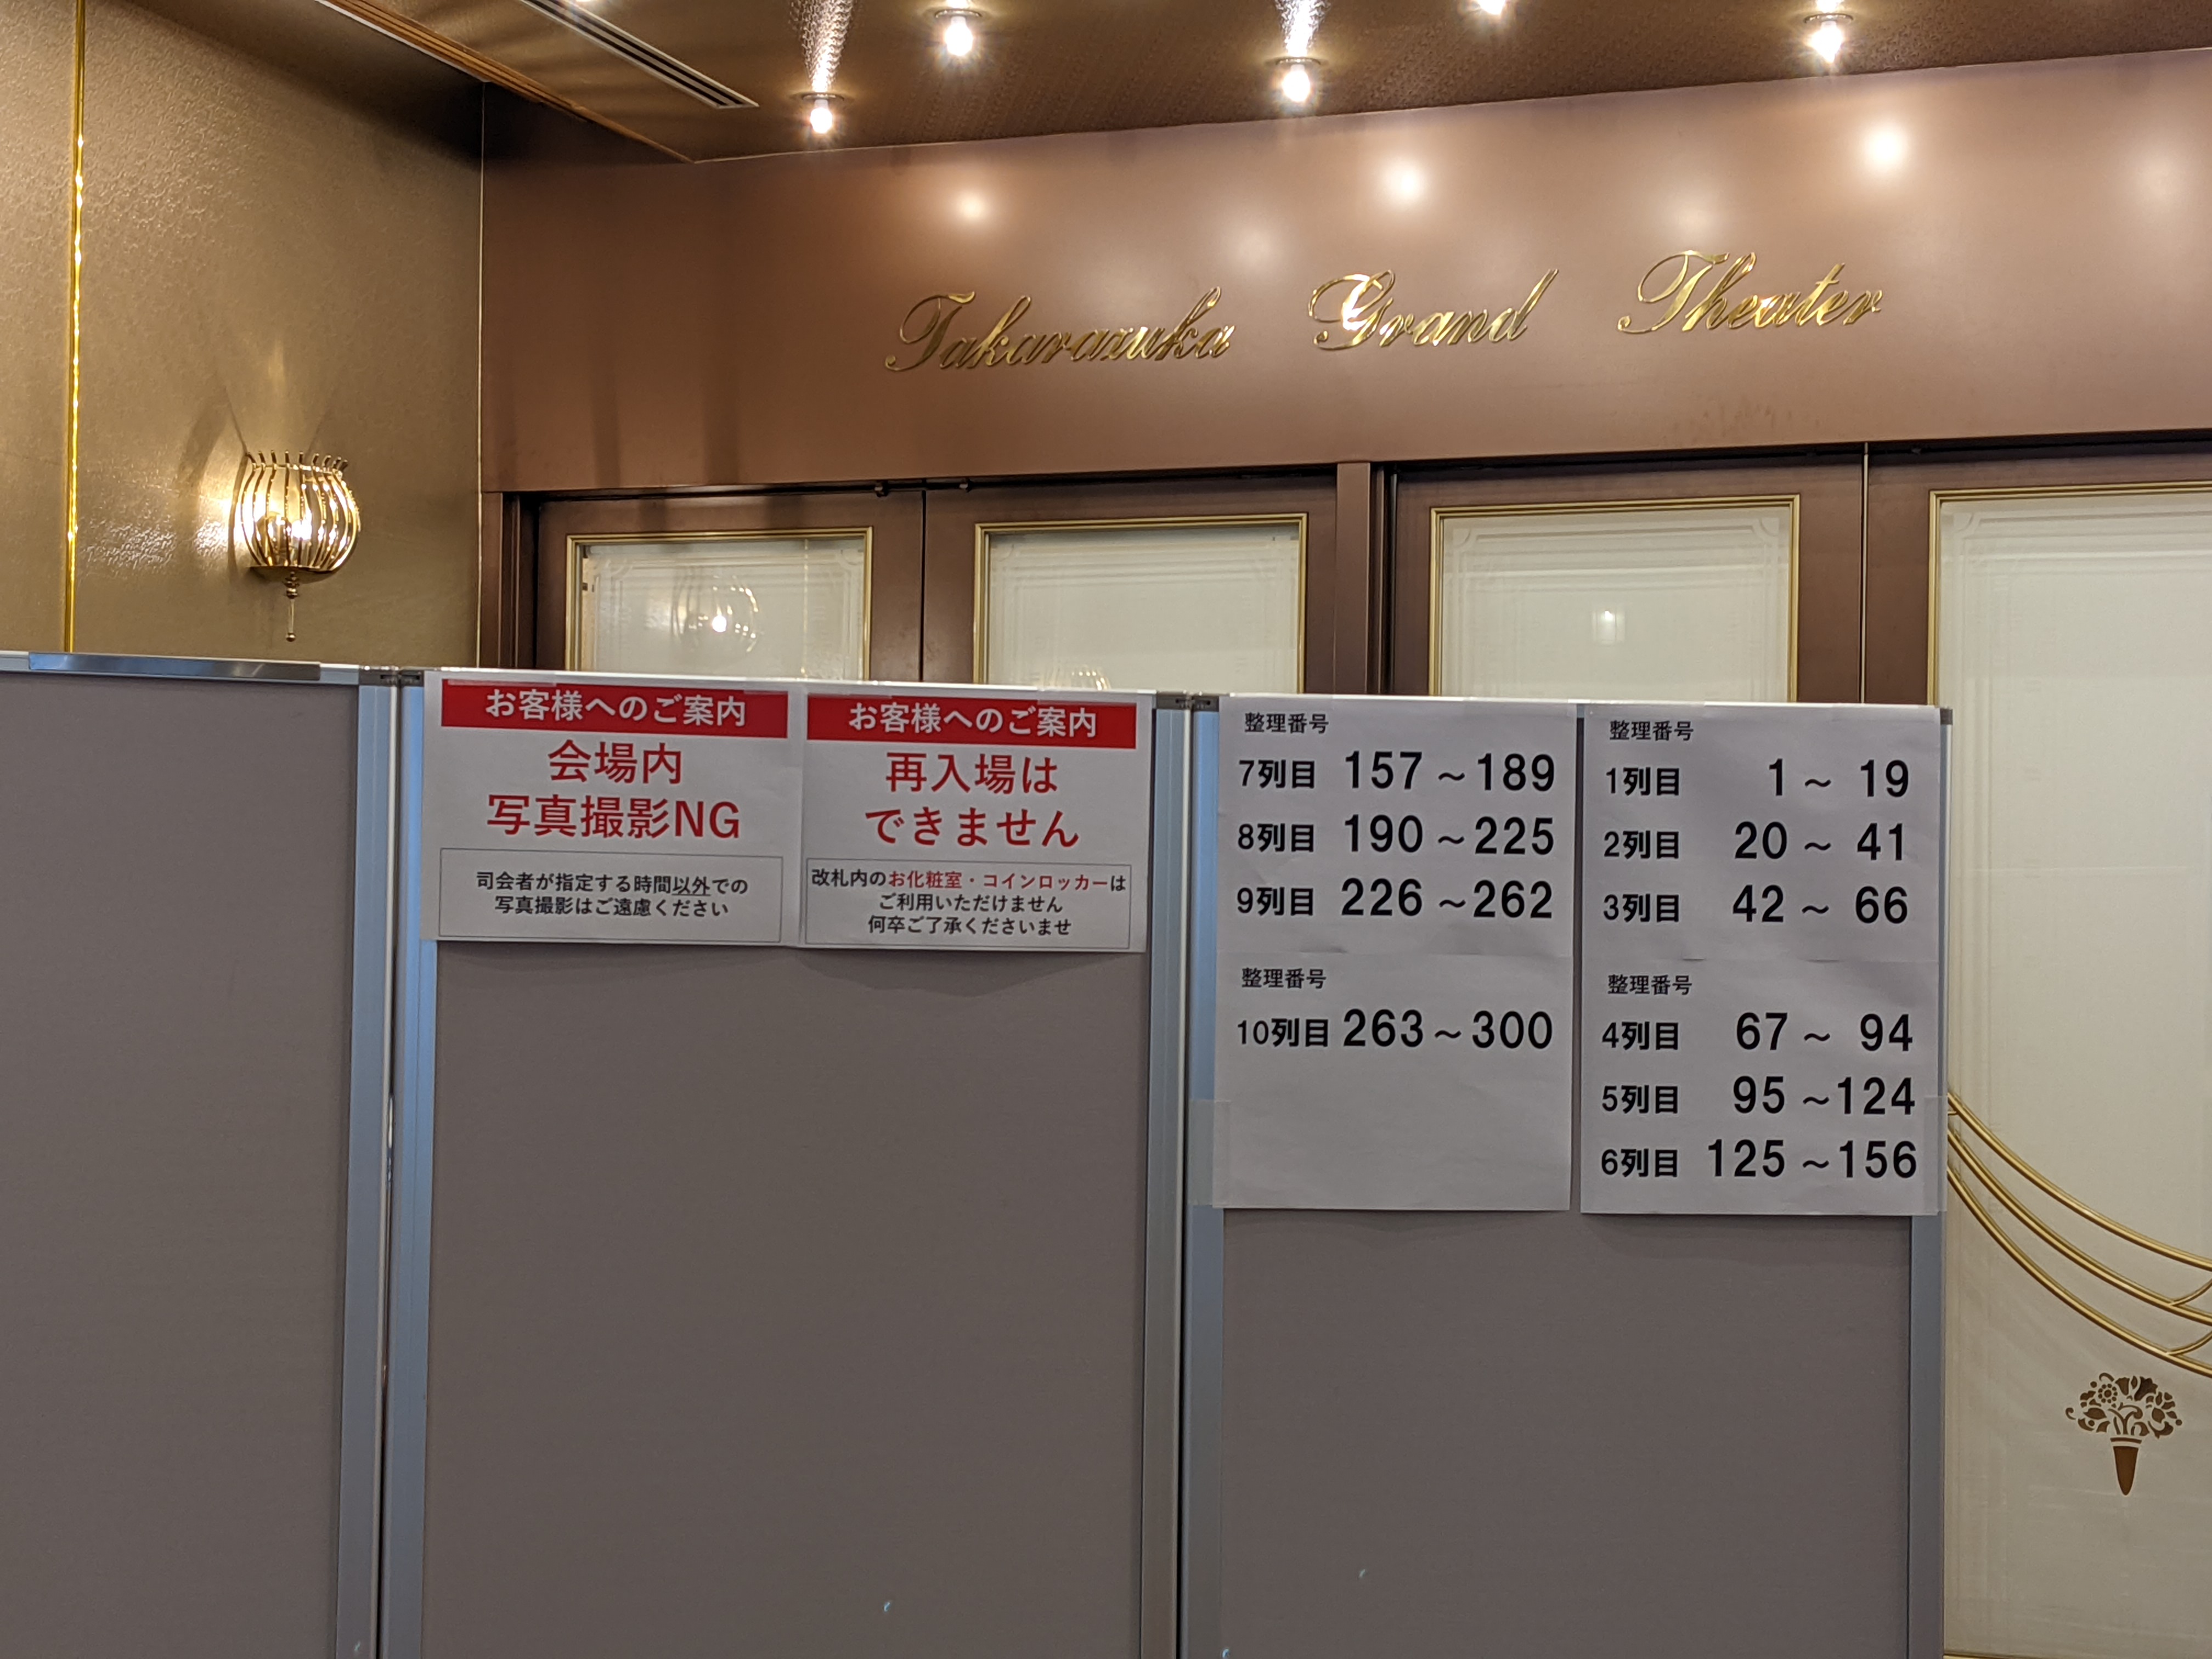 Takarazuka Grand Theater
お客様へのご案内
会場内
写真撮影NG
司会者が指定する時間以外での
写真撮影はご遠慮ください
お客様へのご案内
再入場は
できません
改札内のお化粧室・コインロッカーは
ご利用いただけません
何卒ご了承くださいませ
整理番号
7列目 157 ~ 189
8列目 190 ~ 225
9列目 226 ~ 262
整理番号
10列目 263 ~ 300
整理番号
1列目 1 ~ 19
2列目 20 ~ 41
3列目 42 ~ 66
整理番号
4列目 67 ~ 94
5列目 95 ~ 124
6列目 125 ~ 156